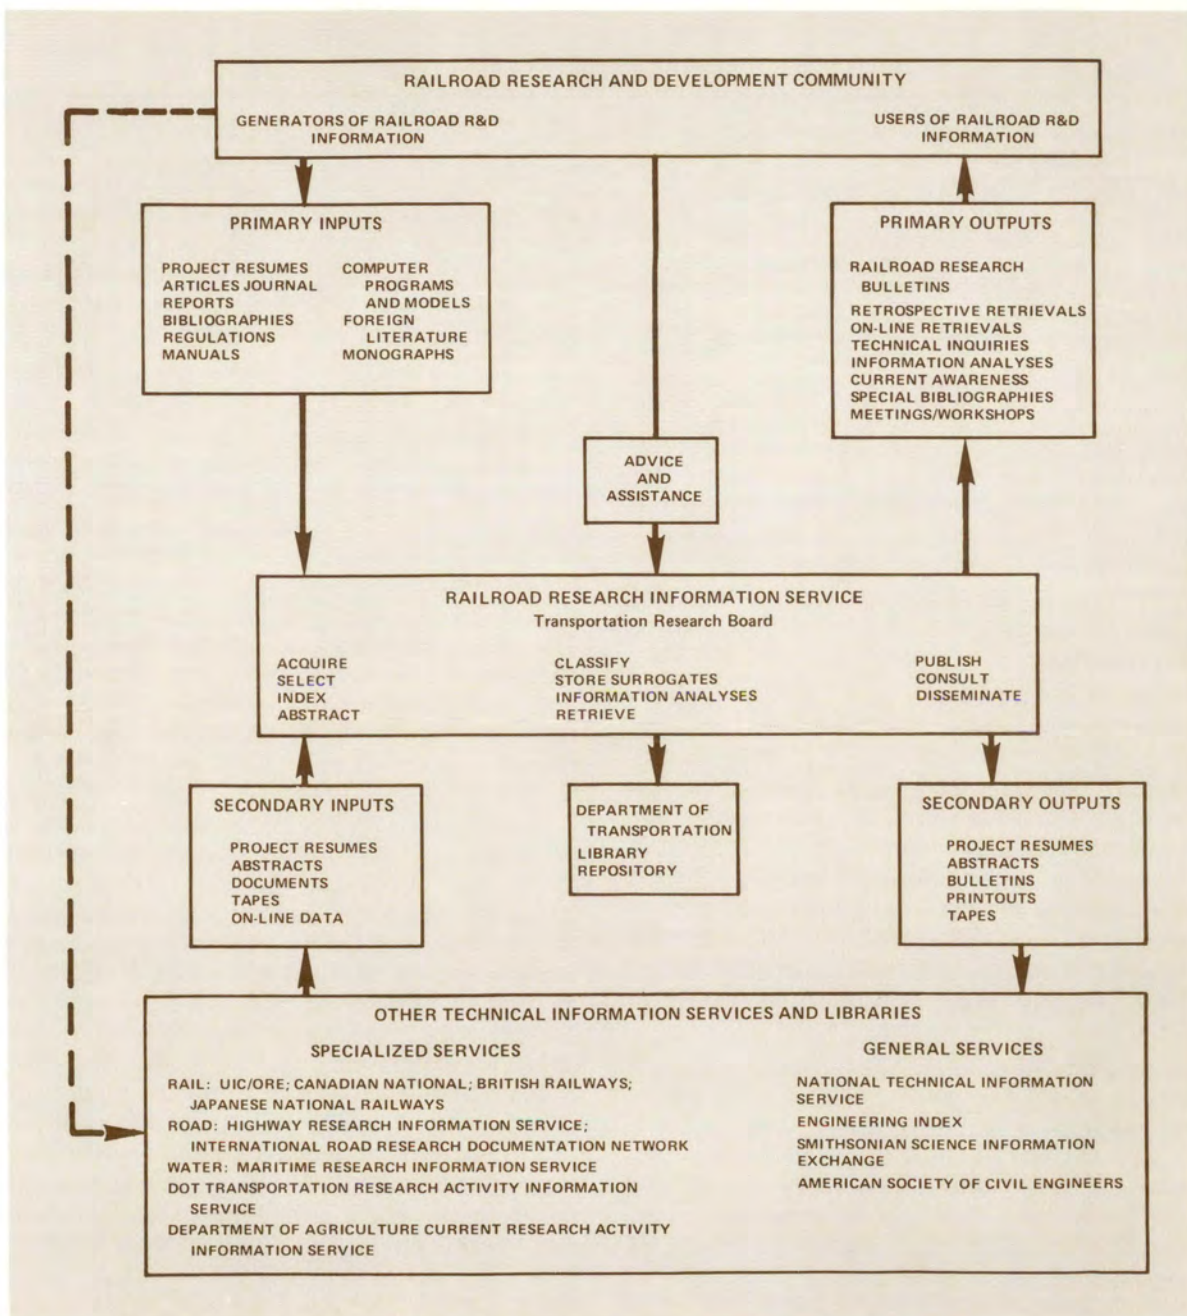 RAILROAD RESEARCH AND DEVELOPMENT COMMUNITY
GENERATORS OF RAILROAD R&D
INFORMATION
USERS OF RAILROAD R&D
INFORMATION
PRIMARY INPUTS
PROJECT RESUMES
ARTICLES JOURNAL
REPORTS
BIBLIOGRAPHIES
REGULATIONS
MANUALS
COMPUTER
PROGRAMS
AND MODELS
FOREIGN
LITERATURE
MONOGRAPHS
PRIMARY OUTPUTS
RAILROAD RESEARCH
BULLETINS
RETROSPECTIVE RETRIEVALS
ON-LINE RETRIEVALS
TECHNICAL INQUIRIES
INFORMATION ANALYSES
CURRENT AWARENESS
SPECIAL BIBLIOGRAPHIES
MEETINGS/WORKSHOPS
ADVICE
AND
ASSISTANCE
RAILROAD RESEARCH INFORMATION SERVICE
Transportation Research Board
ACQUIRE
SELECT
INDEX
ABSTRACT
CLASSIFY
STORE SURROGATES
INFORMATION ANALYSES
RETRIEVE
PUBLISH
CONSULT
DISSEMINATE
SECONDARY INPUTS
PROJECT RESUMES
ABSTRACTS
DOCUMENTS
TAPES
ON-LINE DATA
DEPARTMENT OF
TRANSPORTATION
LIBRARY
REPOSITORY
SECONDARY OUTPUTS
PROJECT RESUMES
ABSTRACTS
BULLETINS
PRINTOUTS
TAPES
OTHER TECHNICAL INFORMATION SERVICES AND LIBRARIES
SPECIALIZED SERVICES
RAIL: UIC/ORE; CANADIAN NATIONAL; BRITISH RAILWAYS;
JAPANESE NATIONAL RAILWAYS
ROAD: HIGHWAY RESEARCH INFORMATION SERVICE;
INTERNATIONAL ROAD RESEARCH DOCUMENTATION NETWORK
WATER: MARITIME RESEARCH INFORMATION SERVICE
DOT TRANSPORTATION RESEARCH ACTIVITY INFORMATION
SERVICE
DEPARTMENT OF AGRICULTURE CURRENT RESEARCH ACTIVITY
INFORMATION SERVICE
GENERAL SERVICES
NATIONAL TECHNICAL INFORMATION
SERVICE
ENGINEERING INDEX
SMITHSONIAN SCIENCE INFORMATION
EXCHANGE
AMERICAN SOCIETY OF CIVIL ENGINEERS